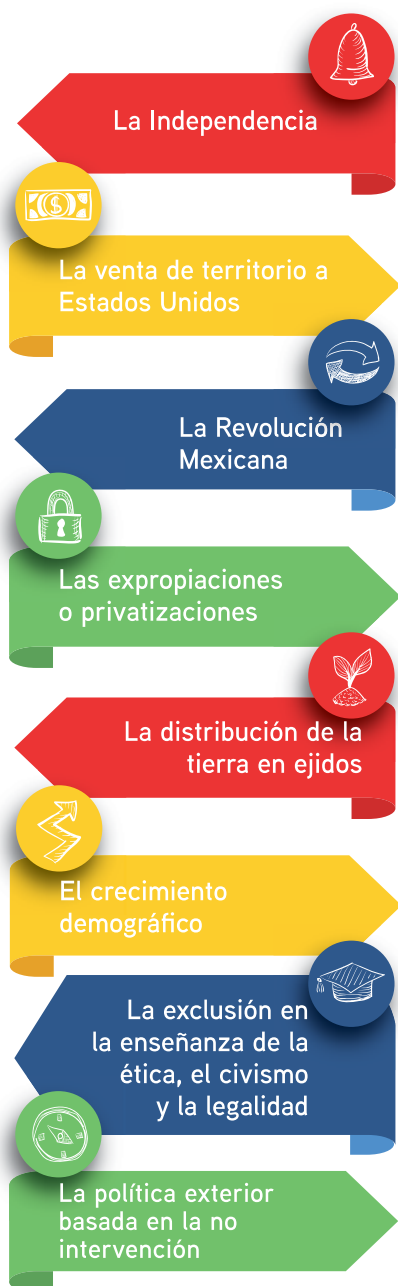 La Independencia
$
La venta de territorio a
Estados Unidos
La Revolución
Mexicana
Las expropiaciones
o privatizaciones
La distribución de la
tierra en ejidos
El crecimiento
demográfico
La exclusión en
la enseñanza de la
ética, el civismo
y la legalidad
La política exterior
basada en la no
intervención